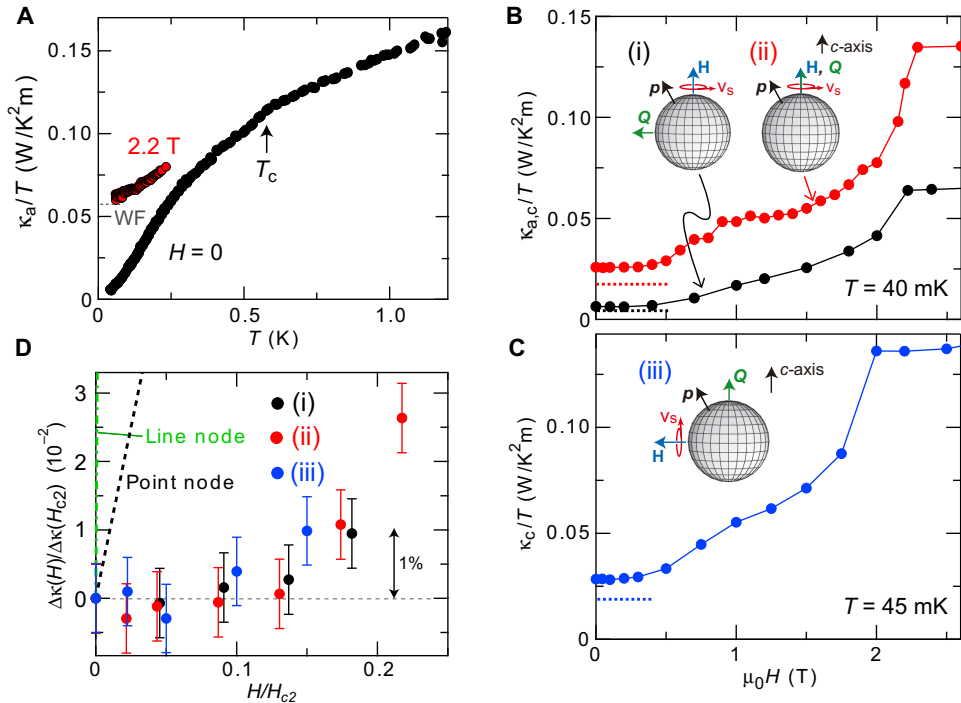 A
κa/T (W/K²m)
0.15
0.10
0.05
0
2.2 T
WF
Tc
H = 0
0.0
0.5
1.0
T (K)
B
κa,c/T (W/K²m)
0.15
0.10
0.05
0
(i)
(ii)
c-axis
H
H, Q
p
vs
p
vs
Q
T = 40 mK
C
κc/T (W/K²m)
0.10
0.05
0
(iii)
Q
c-axis
p
vs
H
T = 45 mK
0
1
2
μ0H (T)
D
Δκ(H)/Δκ(Hc2) (10⁻²)
3
2
1
0
(i)
(ii)
(iii)
Line node
Point node
1%
0
0.1
0.2
H/Hc2